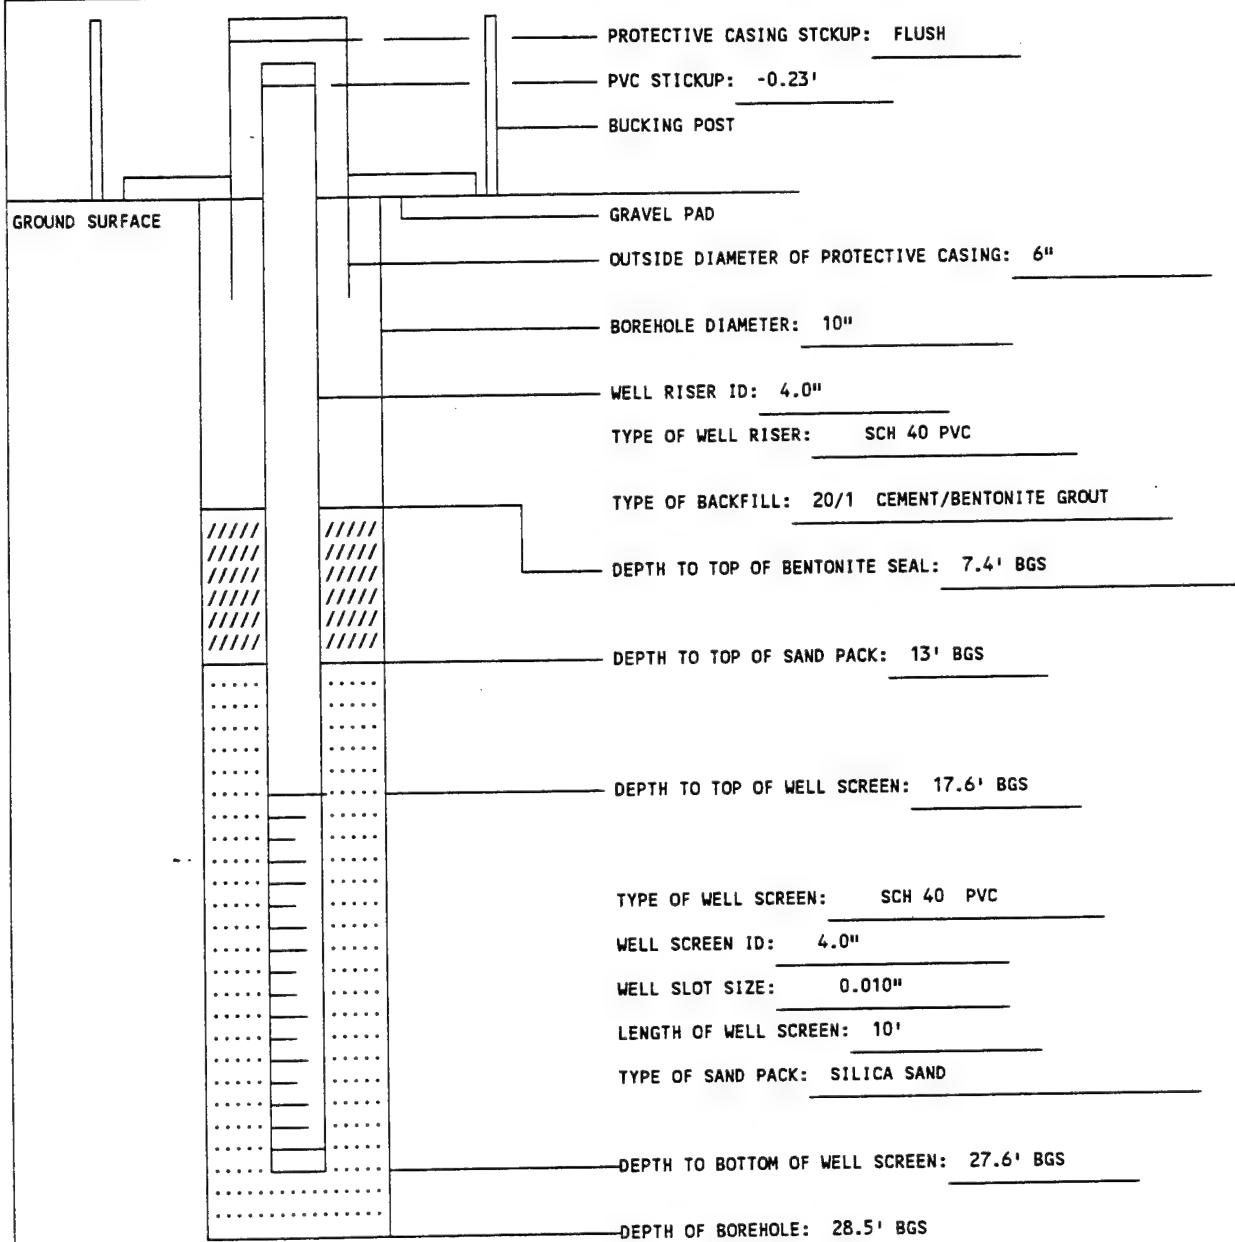 PROTECTIVE CASING STCKUP: FLUSH
PVC STICKUP: -0.23'
BUCKING POST
GROUND SURFACE
GRAVEL PAD
OUTSIDE DIAMETER OF PROTECTIVE CASING: 6"
BOREHOLE DIAMETER: 10"
WELL RISER ID: 4.0"
TYPE OF WELL RISER: SCH 40 PVC
TYPE OF BACKFILL: 20/1 CEMENT/BENTONITE GROUT
DEPTH TO TOP OF BENTONITE SEAL: 7.4' BGS
DEPTH TO TOP OF SAND PACK: 13' BGS
DEPTH TO TOP OF WELL SCREEN: 17.6' BGS
TYPE OF WELL SCREEN: SCH 40 PVC
WELL SCREEN ID: 4.0"
WELL SLOT SIZE: 0.010"
LENGTH OF WELL SCREEN: 10'
TYPE OF SAND PACK: SILICA SAND
DEPTH TO BOTTOM OF WELL SCREEN: 27.6' BGS
DEPTH OF BOREHOLE: 28.5' BGS